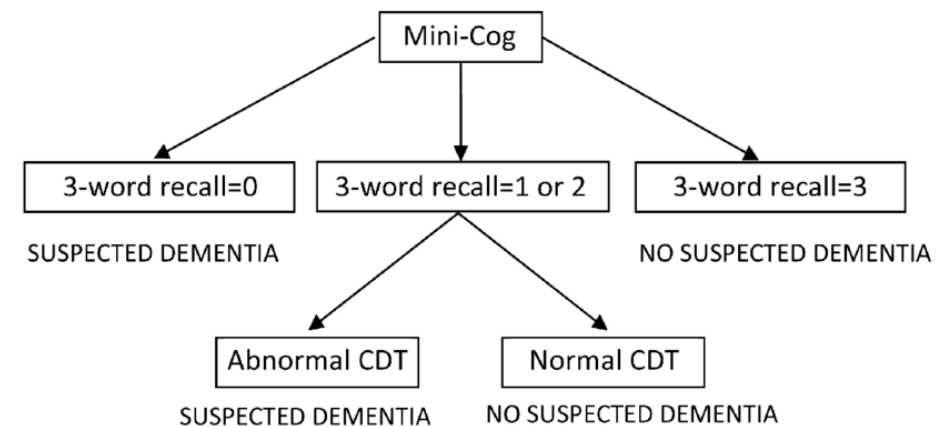 Mini-Cog
3-word recall=0
3-word recall=1 or 2
3-word recall=3
SUSPECTED DEMENTIA
NO SUSPECTED DEMENTIA
Abnormal CDT
Normal CDT
SUSPECTED DEMENTIA
NO SUSPECTED DEMENTIA